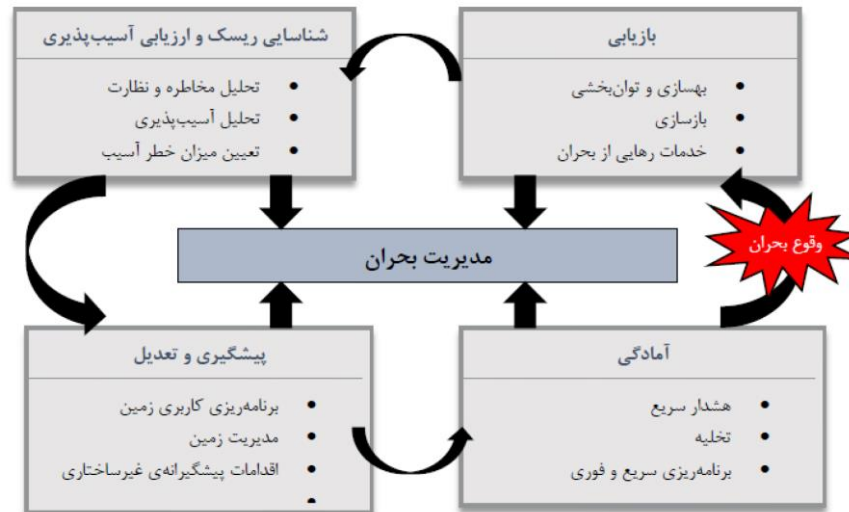 بازیابی
بهسازی و توان‌بخشی
بازسازی
خدمات رهایی از بحران
شناسایی ریسک و ارزیابی آسیب‌پذیری
تحلیل مخاطره و نظارت
تحلیل آسیب‌پذیری
تعیین میزان خطر آسیب
وقوع بحران
مدیریت بحران
آمادگی
هشدار سریع
تخلیه
برنامه‌ریزی سریع و فوری
پیشگیری و تعدیل
برنامه‌ریزی کاربری زمین
مدیریت زمین
اقدامات پیشگیرانه‌ی غیرساختاری